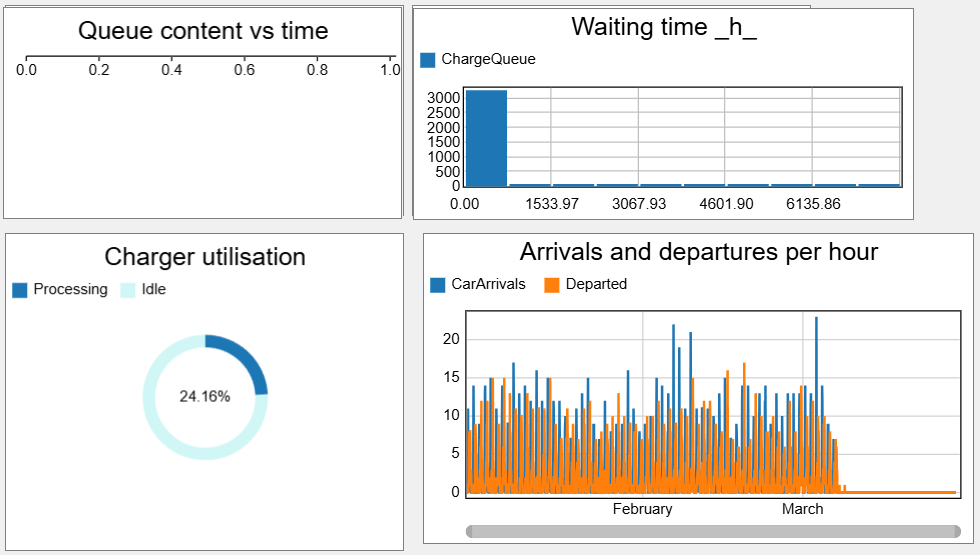 Queue content vs time
0.0 0.2 0.4 0.6 0.8 1.0
Waiting time _h_
ChargeQueue
3000
2500
2000
1500
1000
500
0
0.00 1533.97 3067.93 4601.90 6135.86
Charger utilisation
Processing Idle
24.16%
Arrivals and departures per hour
CarArrivals Departed
20
15
10
5
0
February March